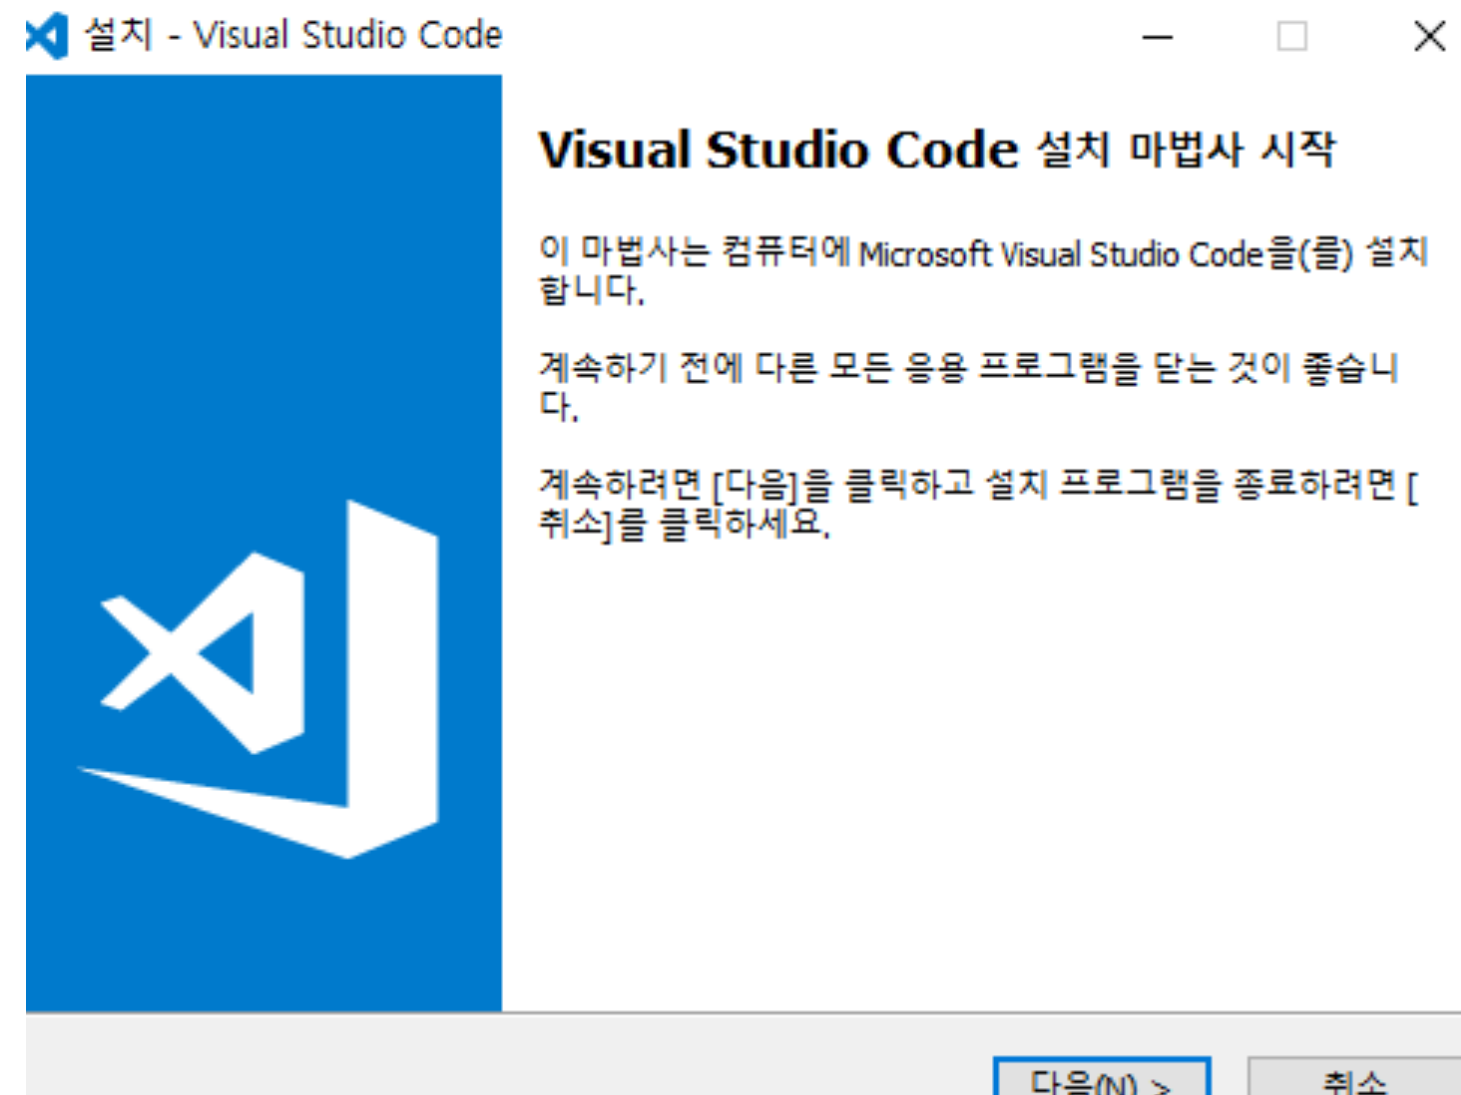 설치 - Visual Studio Code
Visual Studio Code 설치 마법사 시작
이 마법사는 컴퓨터에 Microsoft Visual Studio Code을(를) 설치
합니다.
계속하기 전에 다른 모든 응용 프로그램을 닫는 것이 좋습니
다.
계속하려면 [다음]을 클릭하고 설치 프로그램을 종료하려면 [
취소]를 클릭하세요.
다음(N) > 취소